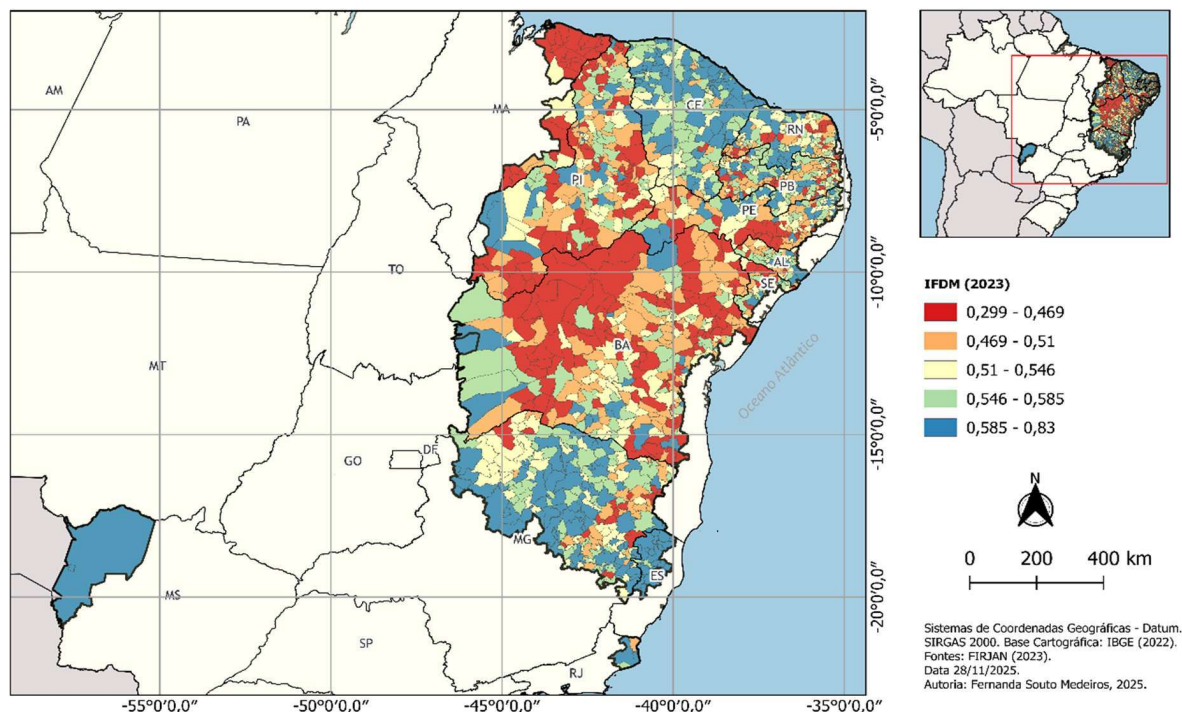 AM
PA
MA
CE
RN
PI
PB
PE
AL
SE
TO
BA
MT
GO
DF
MG
ES
MS
SP
RJ
Oceano Atlântico
-5°0'0,0"
-10°0'0,0"
-15°0'0,0"
-20°0'0,0"
-55°0'0,0"
-50°0'0,0"
-45°0'0,0"
-40°0'0,0"
-35°0'0,0"
IFDM (2023)
0,299 - 0,469
0,469 - 0,51
0,51 - 0,546
0,546 - 0,585
0,585 - 0,83
N
0 200 400 km
Sistemas de Coordenadas Geográficas - Datum.
SIRGAS 2000. Base Cartográfica: IBGE (2022).
Fontes: FIRJAN (2023).
Data 28/11/2025.
Autoria: Fernanda Souto Medeiros, 2025.